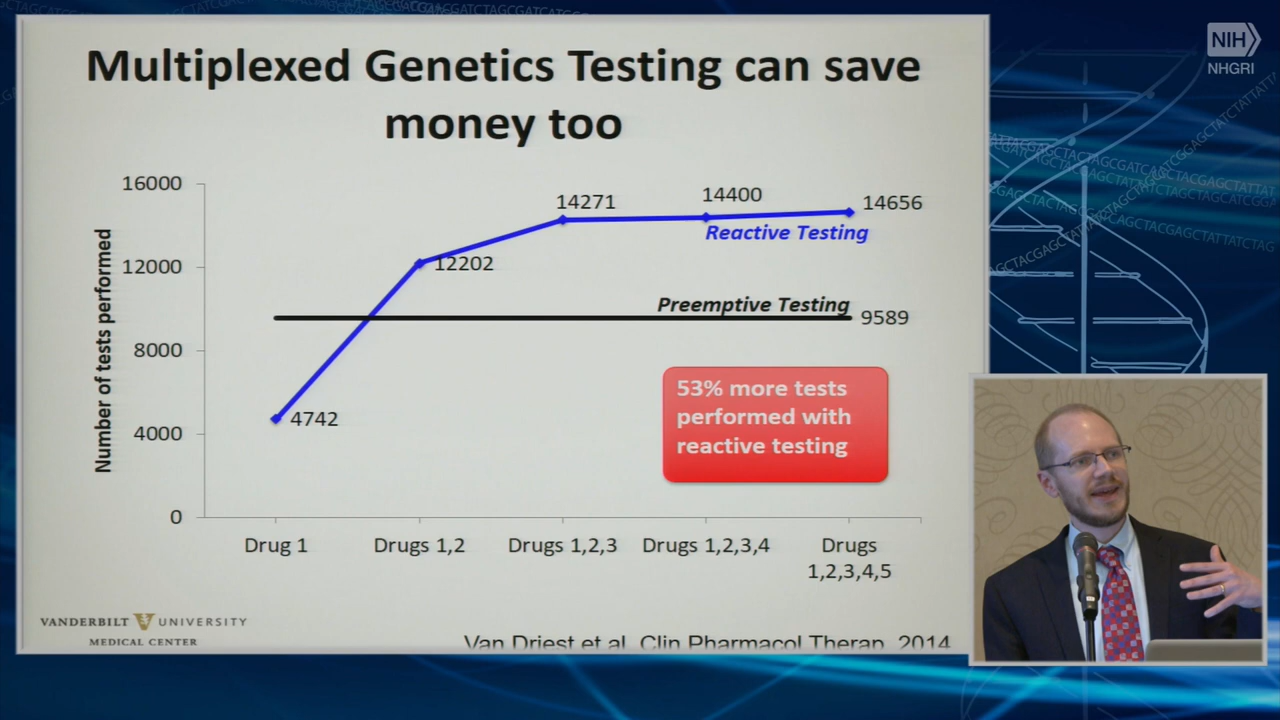 NIH
NHGRI
Multiplexed Genetics Testing can save
money too
Number of tests performed
16000
12000
8000
4000
0
4742
12202
14271
14400
14656
Reactive Testing
Preemptive Testing
9589
53% more tests
performed with
reactive testing
Drug 1
Drugs 1,2
Drugs 1,2,3
Drugs 1,2,3,4
Drugs
1,2,3,4,5
VANDERBILT UNIVERSITY
MEDICAL CENTER
Van Driest et al. Clin Pharmacol Therap. 2014